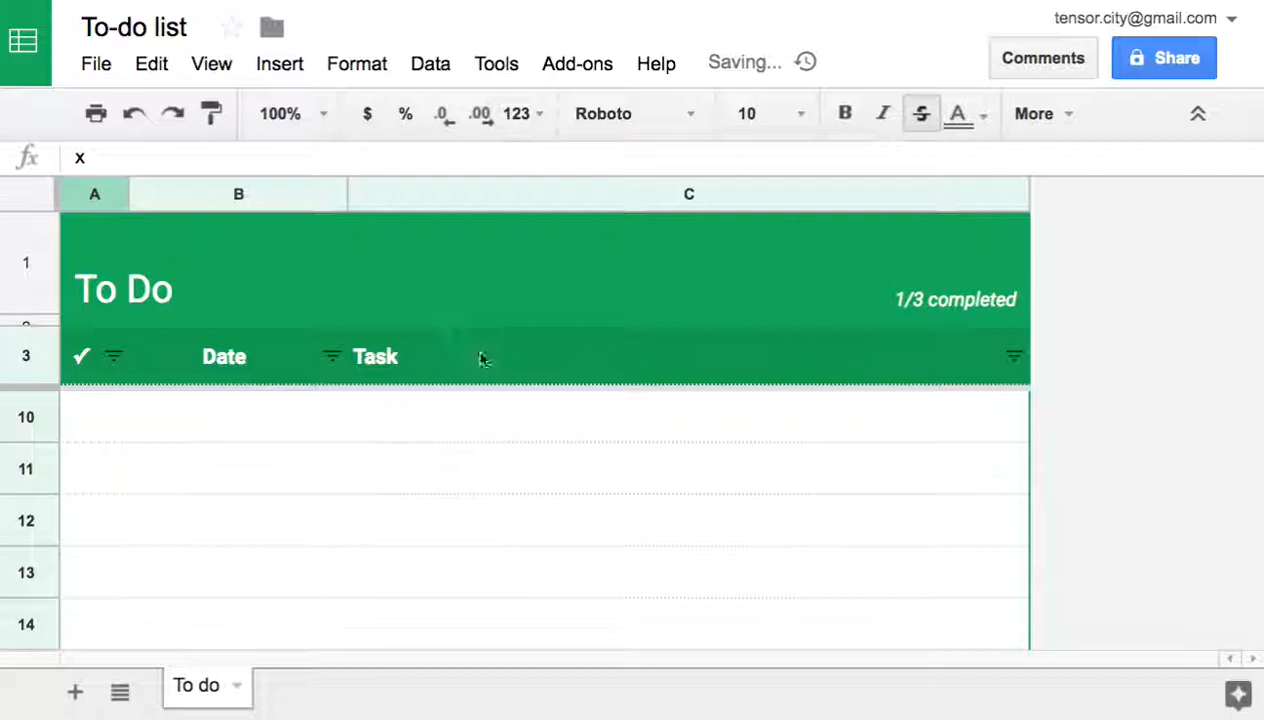 To-do list
tensor.city@gmail.com
File Edit View Insert Format Data Tools Add-ons Help Saving...
Comments Share
100% $ % .0 .00 123 Roboto 10 B I S A More
fx x
A B C
1 To Do 1/3 completed
3 ✓ Date Task
10
11
12
13
14
To do